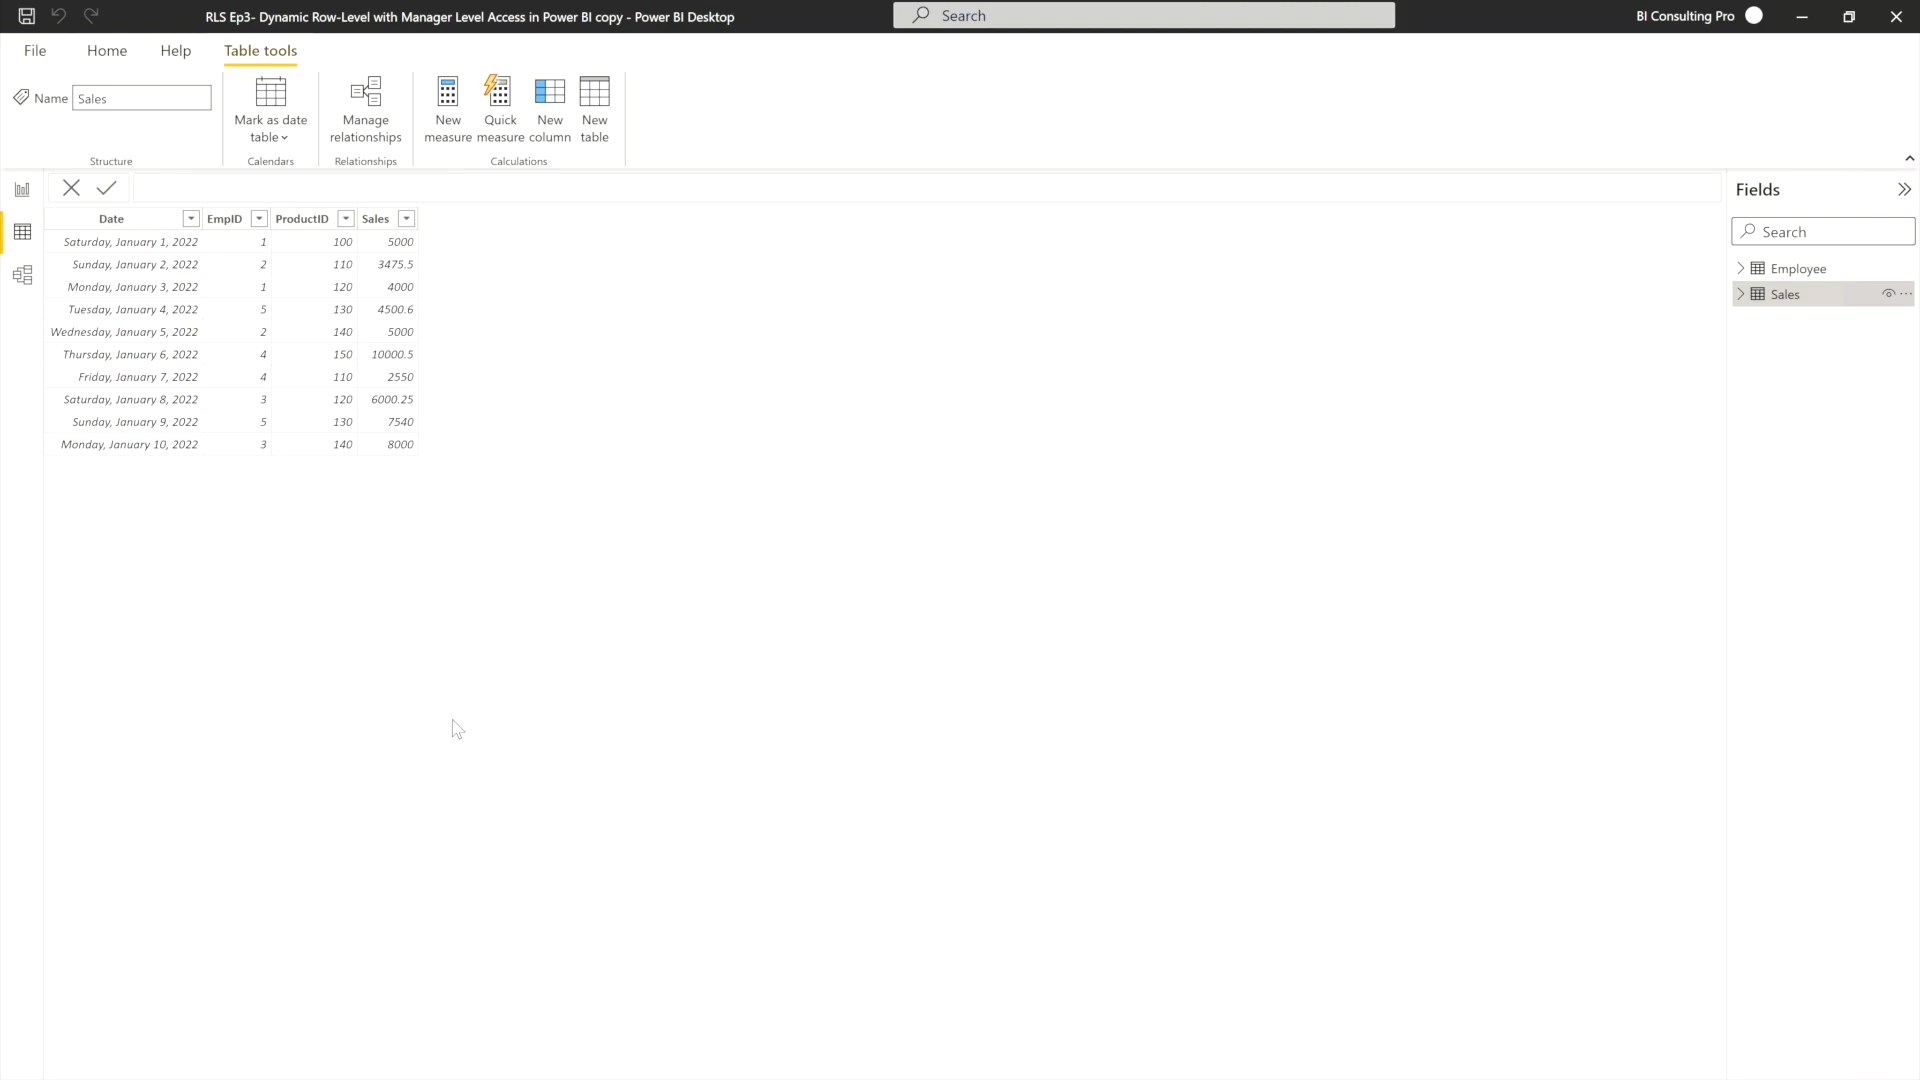 RLS Ep3- Dynamic Row-Level with Manager Level Access in Power BI copy - Power BI Desktop
Search
BI Consulting Pro
File Home Help Table tools
Name Sales
Mark as date table
Manage relationships
New measure
Quick measure
New column
New table
Structure Calendars Relationships Calculations
Fields
Search
Employee
Sales
Date EmpID ProductID Sales
Saturday, January 1, 2022 1 100 5000
Sunday, January 2, 2022 2 110 3475.5
Monday, January 3, 2022 1 120 4000
Tuesday, January 4, 2022 5 130 4500.6
Wednesday, January 5, 2022 2 140 5000
Thursday, January 6, 2022 4 150 10000.5
Friday, January 7, 2022 4 110 2550
Saturday, January 8, 2022 3 120 6000.25
Sunday, January 9, 2022 5 130 7540
Monday, January 10, 2022 3 140 8000